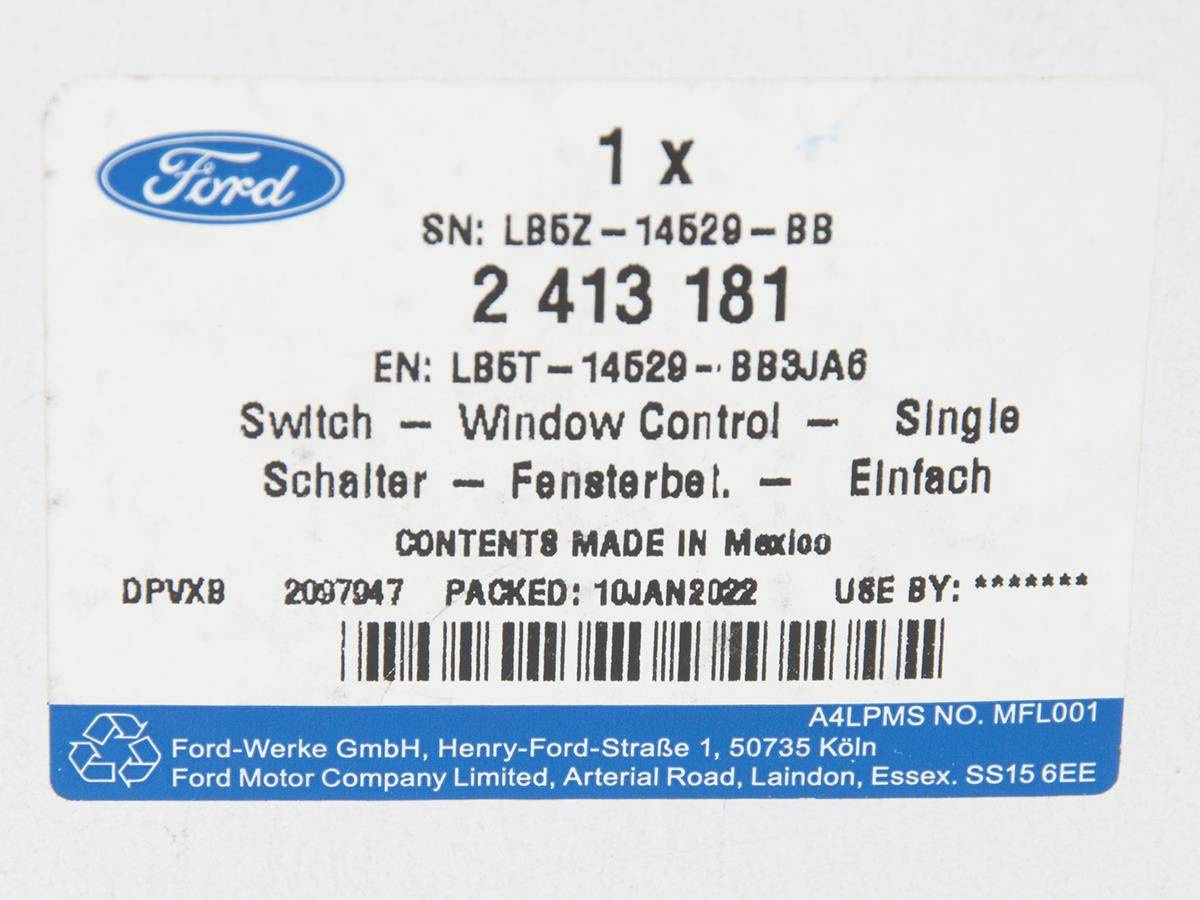 Ford
1 x
SN: LB5Z-14529-BB
2 413 181
EN: LB5T-14529-BB3JA6
Switch - Window Control - Single
Schalter - Fensterbet. - Einfach
CONTENTS MADE IN Mexico
DPVXB 2097947 PACKED: 10JAN2022 USE BY: *******
A4LPMS NO. MFL001
Ford-Werke GmbH, Henry-Ford-Straße 1, 50735 Köln
Ford Motor Company Limited, Arterial Road, Laindon, Essex. SS15 6EE